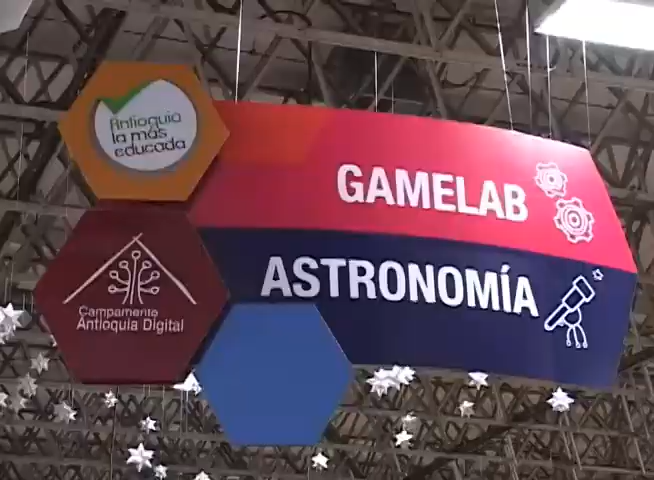 Antioquia
la más
educada
GAMELAB
ASTRONOMÍA
Campamento
Antioquia Digital